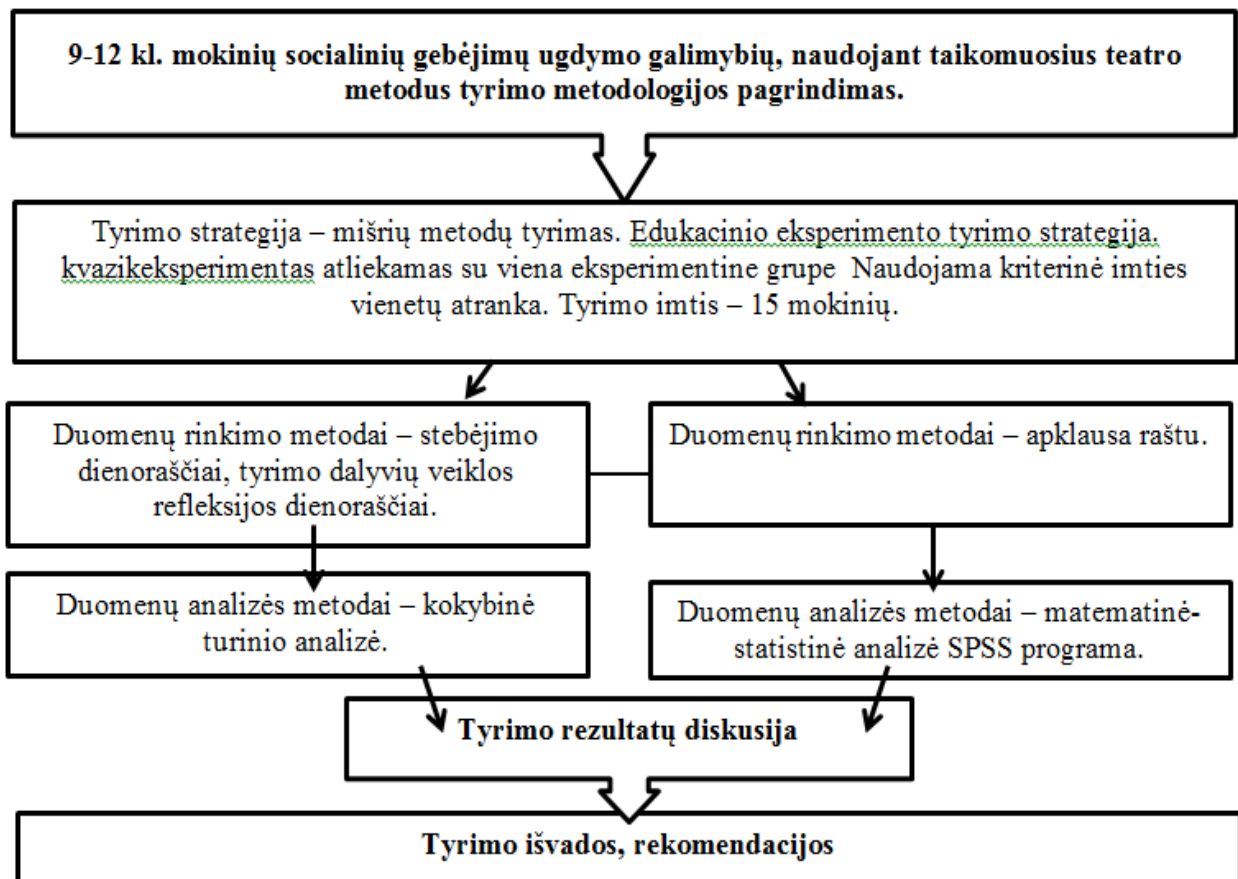 9-12 kl. mokinių socialinių gebėjimų ugdymo galimybių, naudojant taikomuosius teatro
metodus tyrimo metodologijos pagrindimas.
Tyrimo strategija – mišrių metodų tyrimas. Edukacinio eksperimento tyrimo strategija.
kvazikeksperimentas atliekamas su viena eksperimentine grupe Naudojama kriterinė imties
vienetų atranka. Tyrimo imtis – 15 mokinių.
Duomenų rinkimo metodai – stebėjimo
dienoraščiai, tyrimo dalyvių veiklos
refleksijos dienoraščiai.
Duomenų rinkimo metodai – apklausa raštu.
Duomenų analizės metodai – kokybinė
turinio analizė.
Duomenų analizės metodai – matematinė-
statistinė analizė SPSS programa.
Tyrimo rezultatų diskusija
Tyrimo išvados, rekomendacijos